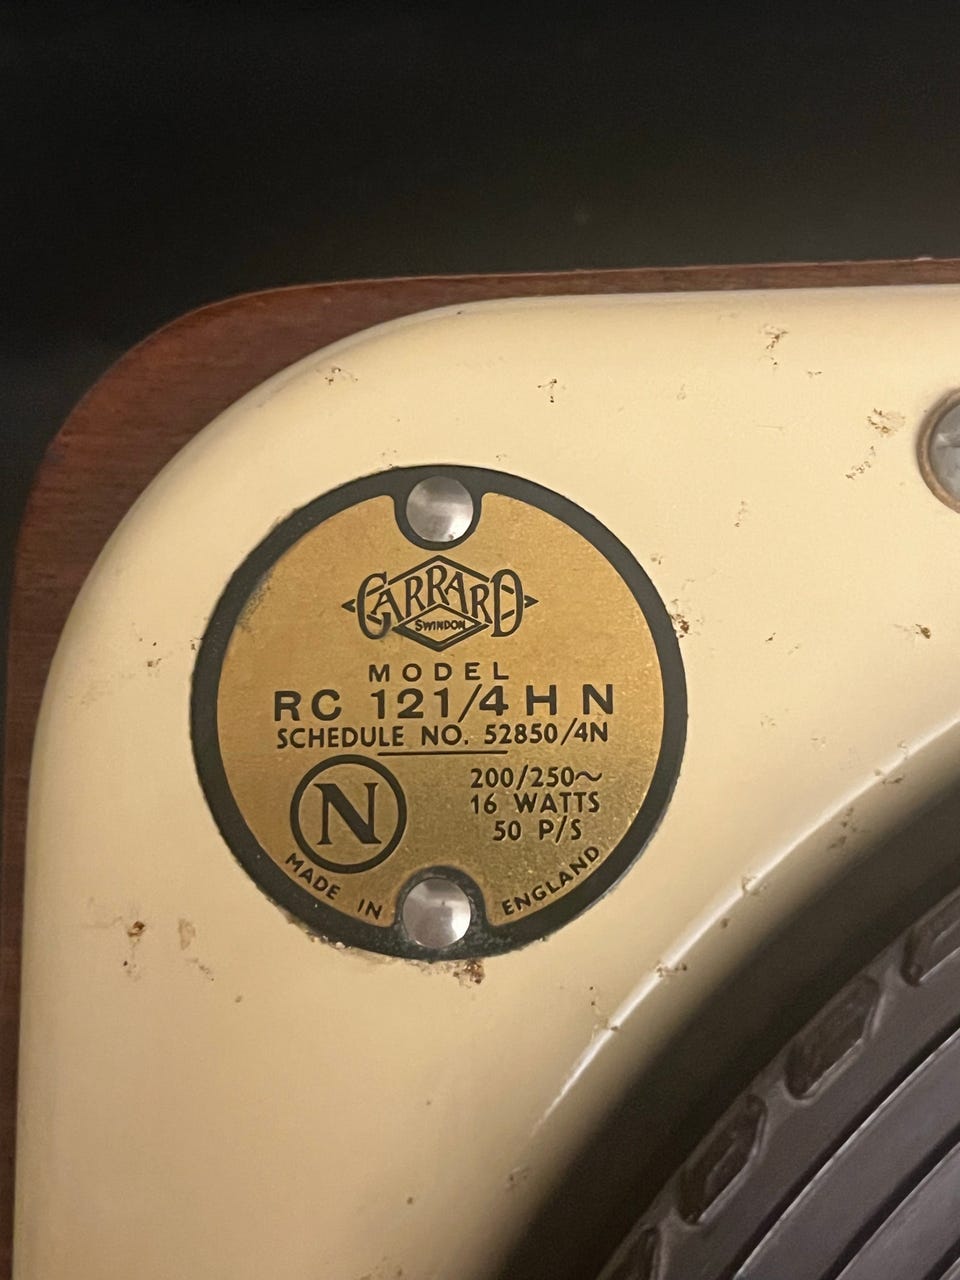 GARRARD
SWINDON
MODEL
RC 121/4 H N
SCHEDULE NO. 52850/4N
N
200/250~
16 WATTS
50 P/S
MADE IN ENGLAND